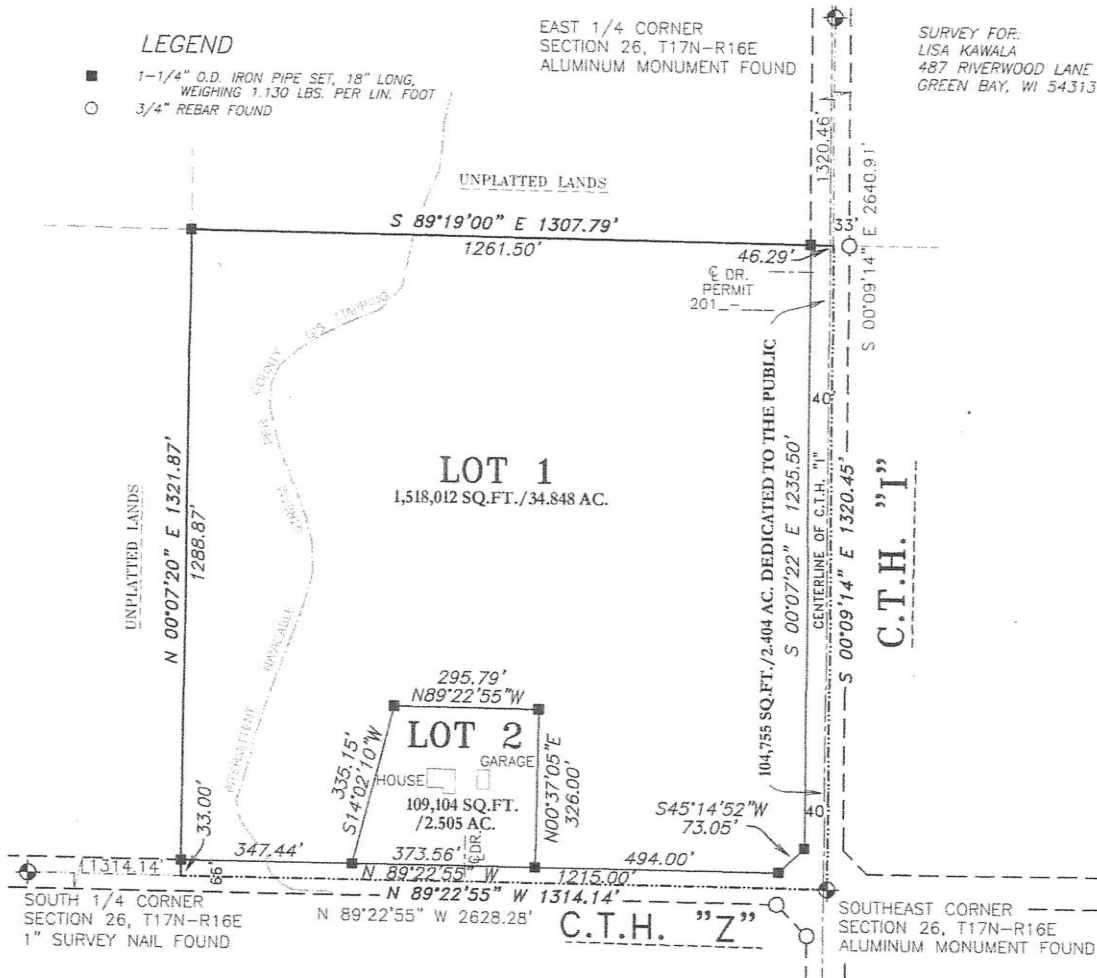 LEGEND
1-1/4" O.D. IRON PIPE SET, 18" LONG,
WEIGHING 1.130 LBS. PER LIN. FOOT
3/4" REBAR FOUND
EAST 1/4 CORNER
SECTION 26, T17N-R16E
ALUMINUM MONUMENT FOUND
SURVEY FOR:
LISA KAWALA
487 RIVERWOOD LANE
GREEN BAY, WI 54313
1320.46'
S 00°09'14" E 2640.91'
33'
UNPLATTED LANDS
S 89°19'00" E 1307.79'
1261.50'
46.29'
℄ DR.
PERMIT
201_-____
UNPLATTED LANDS
N 00°07'20" E 1321.87'
1288.87'
INTERMITTENT NAVIGABLE STREAM PER COUNTY GIS MAPPING
LOT 1
1,518,012 SQ.FT./34.848 AC.
104,755 SQ.FT./2.404 AC. DEDICATED TO THE PUBLIC
S 00°07'22" E 1235.50'
CENTERLINE OF C.T.H. "I"
40'
S 00°09'14" E 1320.45'
C.T.H. "I"
295.79'
N89°22'55"W
LOT 2
GARAGE
HOUSE
109,104 SQ.FT.
/2.505 AC.
335.15'
S14°02'10"W
N00°37'05"E
326.00'
℄DR.
S45°14'52"W
73.05'
40'
33.00'
347.44'
373.56'
494.00'
N 89°22'55" W
1215.00'
1314.14'
66'
N 89°22'55" W 1314.14'
N 89°22'55" W 2628.28'
C.T.H. "Z"
SOUTH 1/4 CORNER
SECTION 26, T17N-R16E
1" SURVEY NAIL FOUND
SOUTHEAST CORNER
SECTION 26, T17N-R16E
ALUMINUM MONUMENT FOUND